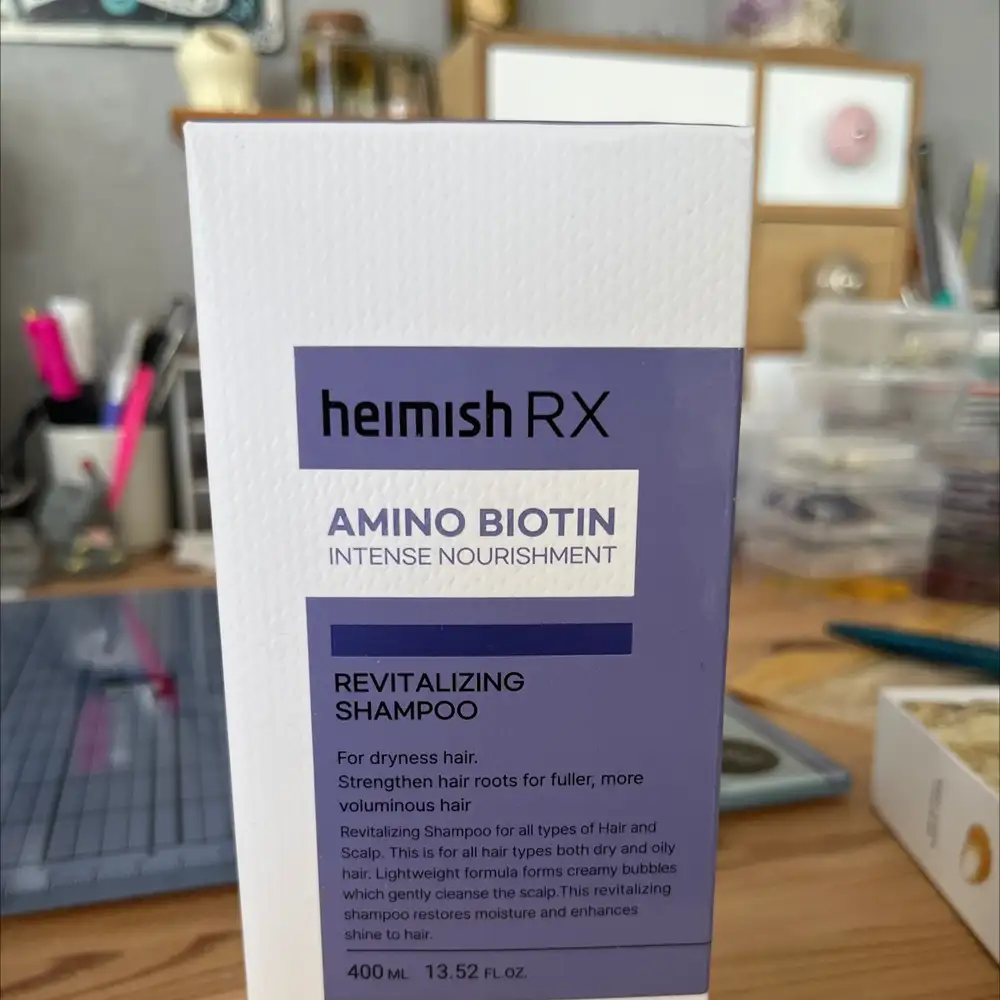 heimish RX
AMINO BIOTIN
INTENSE NOURISHMENT
REVITALIZING
SHAMPOO
For dryness hair.
Strengthen hair roots for fuller, more
voluminous hair
Revitalizing Shampoo for all types of Hair and
Scalp. This is for all hair types both dry and oily
hair. Lightweight formula forms creamy bubbles
which gently cleanse the scalp.This revitalizing
shampoo restores moisture and enhances
shine to hair.
400 ML 13.52 FL.OZ.